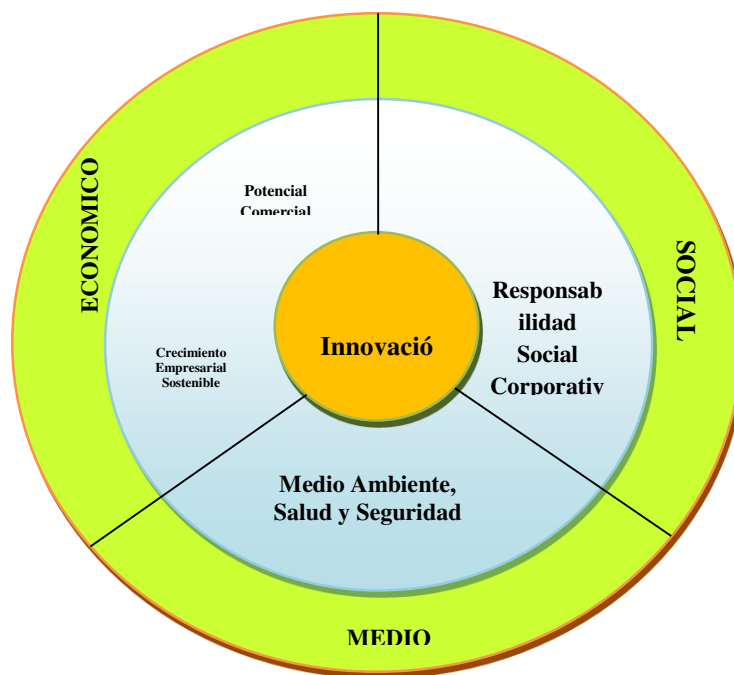 ECONOMICO
Potencial
Comercial
Crecimiento
Empresarial
Sostenible
Innovació
SOCIAL
Responsab
ilidad
Social
Corporativ
Medio Ambiente,
Salud y Seguridad
MEDIO